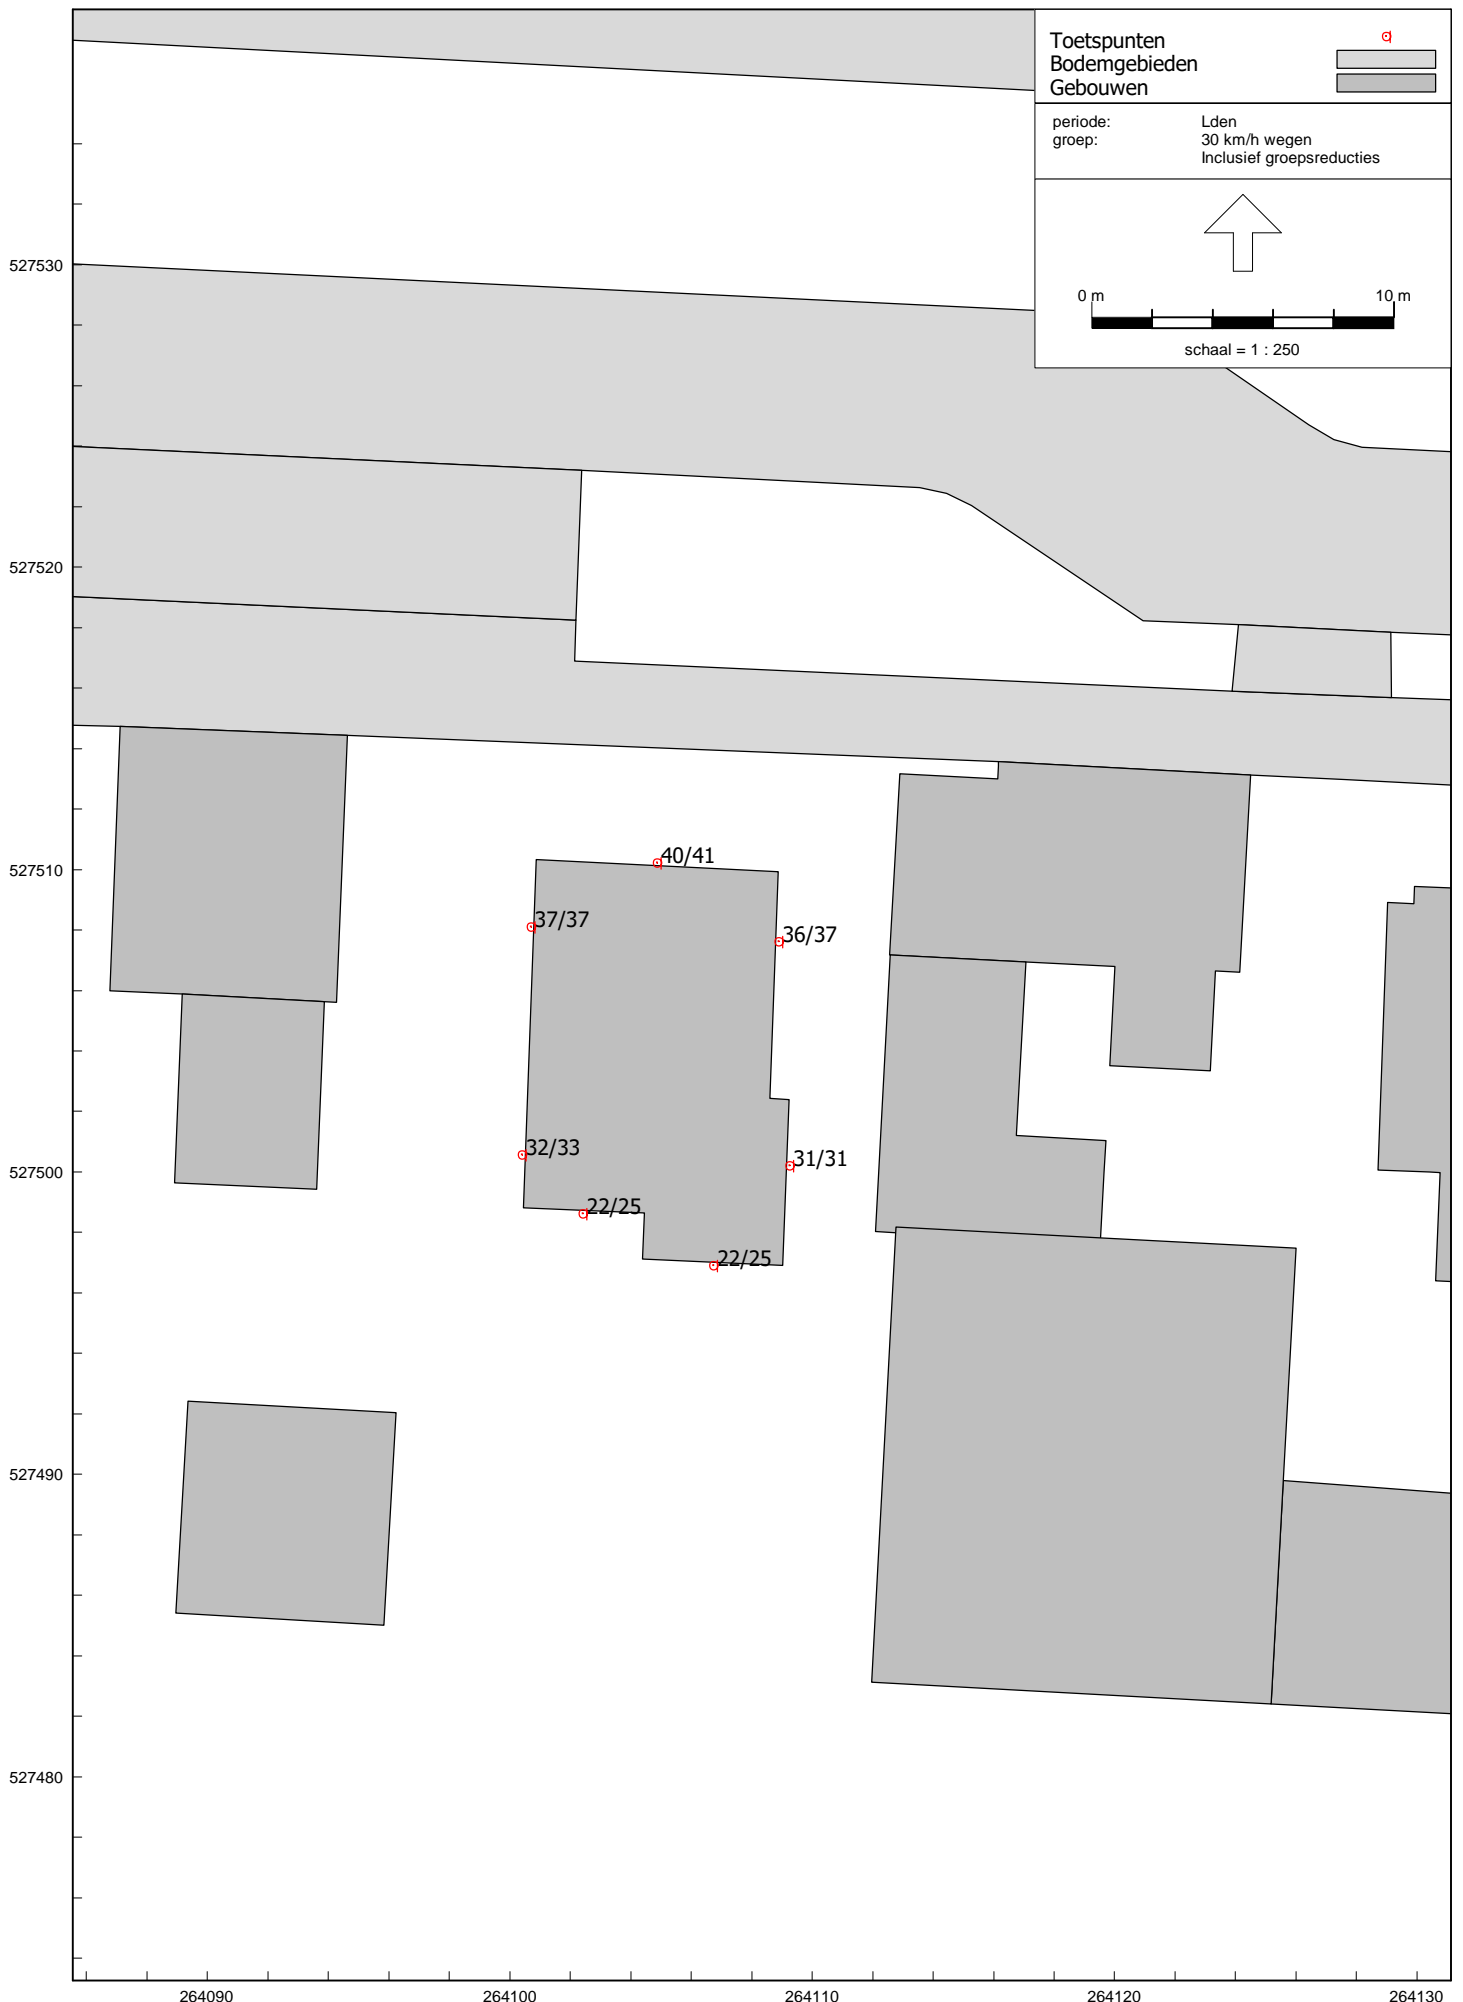 Toetspunten
Bodemgebieden
Gebouwen
periode: Lden
groep: 30 km/h wegen
Inclusief groepsreducties
0 m 10 m
schaal = 1 : 250
527530
527520
527510
527500
527490
527480
40/41
37/37
36/37
32/33
31/31
22/25
22/25
264090 264100 264110 264120 264130